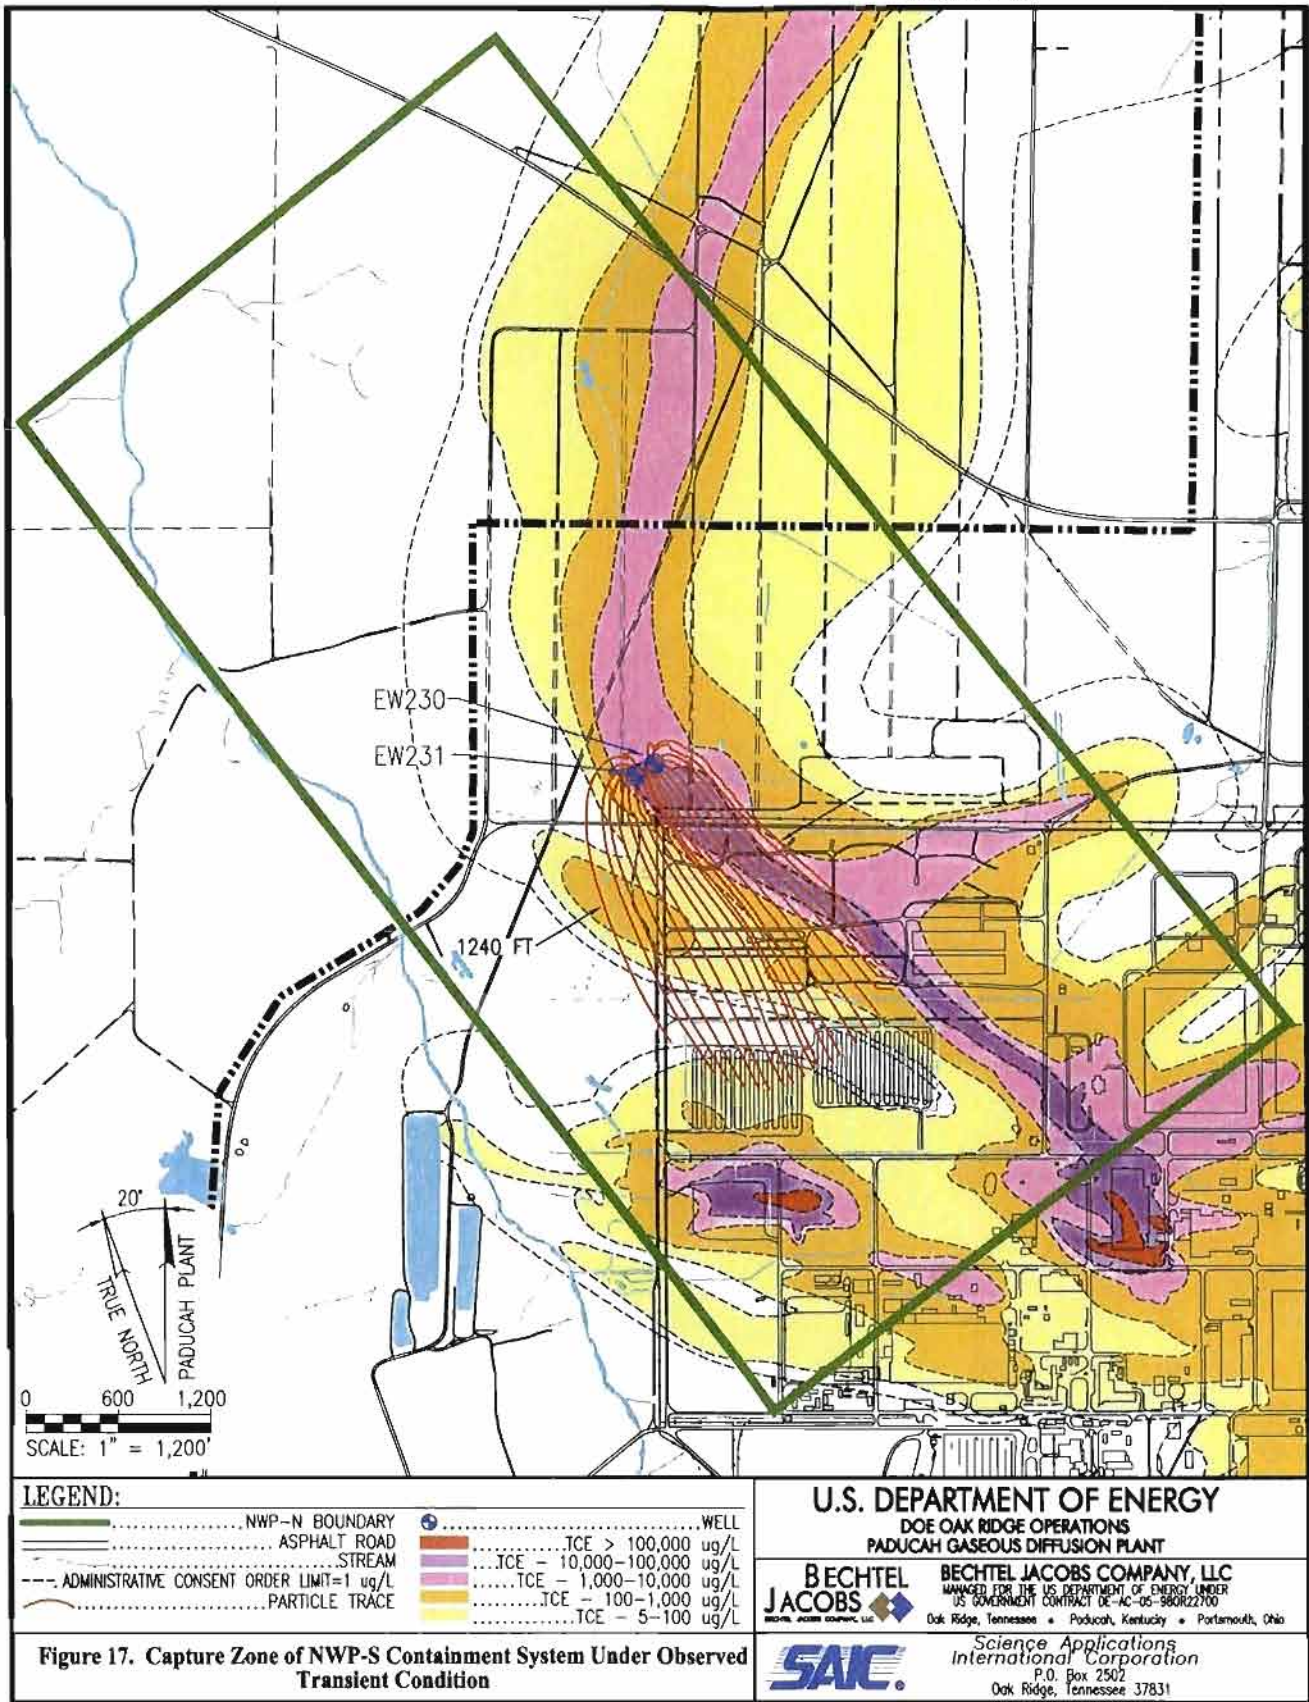 EW230
EW231
1240 FT
20°
TRUE NORTH
PADUCAH PLANT
0 600 1,200
SCALE: 1" = 1,200'
LEGEND:
NWP-N BOUNDARY
ASPHALT ROAD
STREAM
ADMINISTRATIVE CONSENT ORDER LIMIT=1 ug/L
PARTICLE TRACE
WELL
TCE > 100,000 ug/L
TCE - 10,000-100,000 ug/L
TCE - 1,000-10,000 ug/L
TCE - 100-1,000 ug/L
TCE - 5-100 ug/L
Figure 17. Capture Zone of NWP-S Containment System Under Observed
Transient Condition
U.S. DEPARTMENT OF ENERGY
DOE OAK RIDGE OPERATIONS
PADUCAH GASEOUS DIFFUSION PLANT
BECHTEL
JACOBS
BECHTEL JACOBS COMPANY, LLC
BECHTEL JACOBS COMPANY, LLC
MANAGED FOR THE US DEPARTMENT OF ENERGY UNDER
US GOVERNMENT CONTRACT DE-AC-05-98OR22700
Oak Ridge, Tennessee • Paducah, Kentucky • Portsmouth, Ohio
SAIC
Science Applications
International Corporation
P.O. Box 2502
Oak Ridge, Tennessee 37831